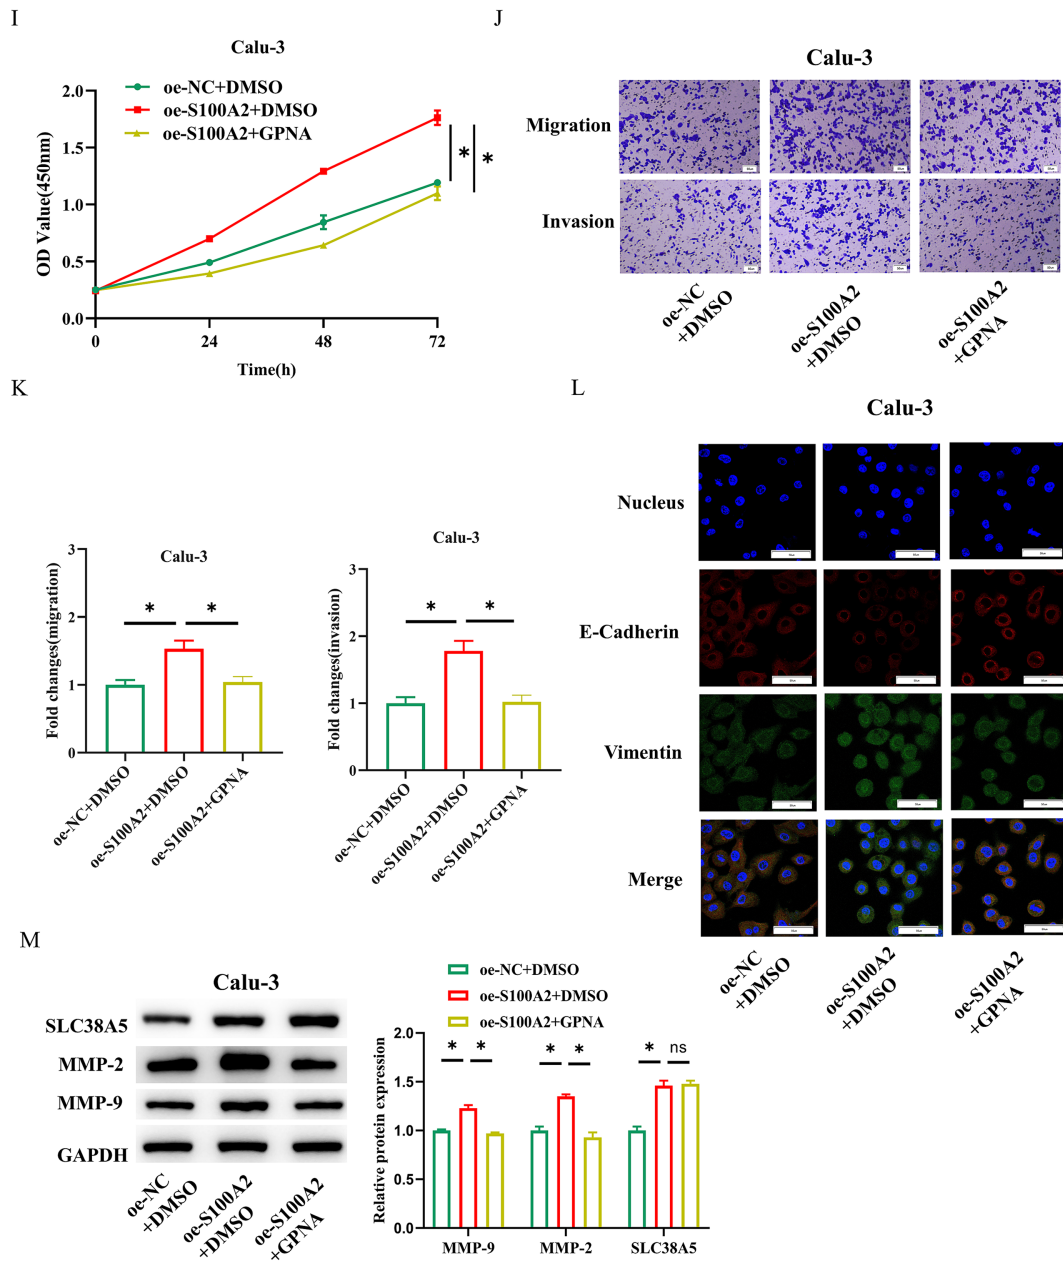 I
Calu-3
oe-NC+DMSO
oe-S100A2+DMSO
oe-S100A2+GPNA
OD Value(450nm)
2.0
1.5
1.0
0.5
0.0
0 24 48 72
Time(h)
* *
J
Calu-3
Migration
Invasion
oe-NC
+DMSO
oe-S100A2
+DMSO
oe-S100A2
+GPNA
K
Calu-3
Fold changes(migration)
3
2
1
0
* *
oe-NC+DMSO
oe-S100A2+DMSO
oe-S100A2+GPNA
Calu-3
Fold changes(invasion)
3
2
1
0
* *
oe-NC+DMSO
oe-S100A2+DMSO
oe-S100A2+GPNA
L
Calu-3
Nucleus
E-Cadherin
Vimentin
Merge
oe-NC
+DMSO
oe-S100A2
+DMSO
oe-S100A2
+GPNA
M
Calu-3
SLC38A5
MMP-2
MMP-9
GAPDH
oe-NC
+DMSO
oe-S100A2
+DMSO
oe-S100A2
+GPNA
oe-NC+DMSO
oe-S100A2+DMSO
oe-S100A2+GPNA
Relative protein expression
2.0
1.5
1.0
0.5
0.0
* * * * * ns
MMP-9 MMP-2 SLC38A5